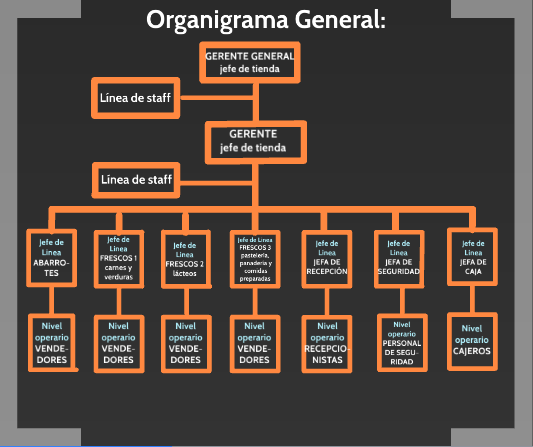 Organigrama General:
GERENTE GENERAL
jefe de tienda
Línea de staff
GERENTE
jefe de tienda
Línea de staff
Jefe de
Línea
ABARRO-
TES
Jefe de
Línea
FRESCOS 1
carnes y
verduras
Jefe de
Línea
FRESCOS 2
lácteos
Jefe de Línea
FRESCOS 3
pastelería,
panadería y
comidas
preparadas
Jefe de
Línea
JEFA DE
RECEPCIÓN
Jefe de
Línea
JEFA DE
SEGURIDAD
Jefe de
Línea
JEFA DE
CAJA
Nivel
operario
VENDE-
DORES
Nivel
operario
VENDE-
DORES
Nivel
operario
VENDE-
DORES
Nivel
operario
VENDE-
DORES
Nivel
operario
RECEPCIO-
NISTAS
Nivel
operario
PERSONAL
DE SEGU-
RIDAD
Nivel
operario
CAJEROS